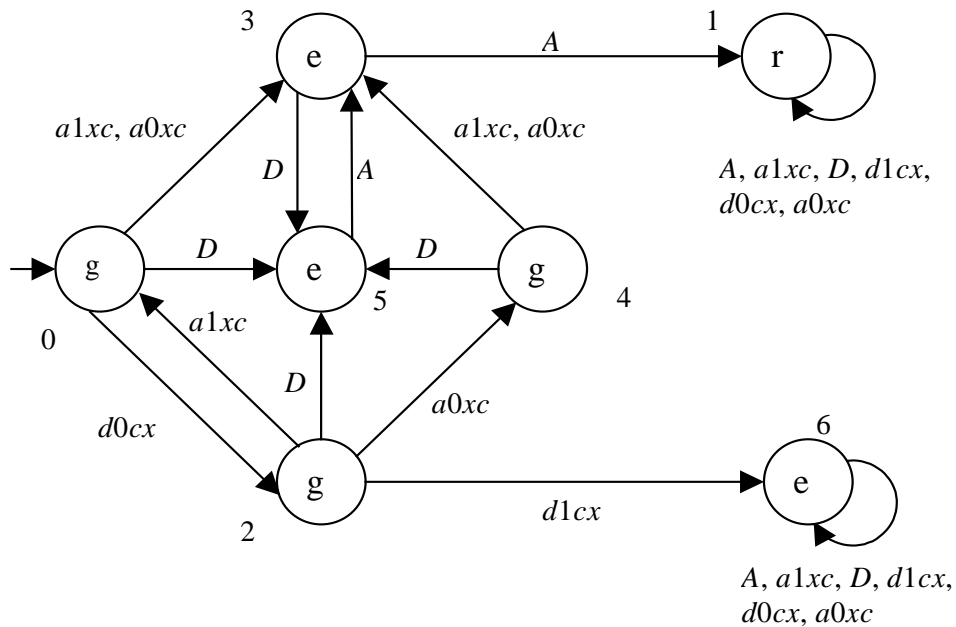 3
1
e
A
r
a1xc, a0xc
a1xc, a0xc
D
A
A, a1xc, D, d1cx,
d0cx, a0xc
g
D
e
D
g
5
4
0
a1xc
D
a0xc
d0cx
6
g
e
d1cx
2
A, a1xc, D, d1cx,
d0cx, a0xc